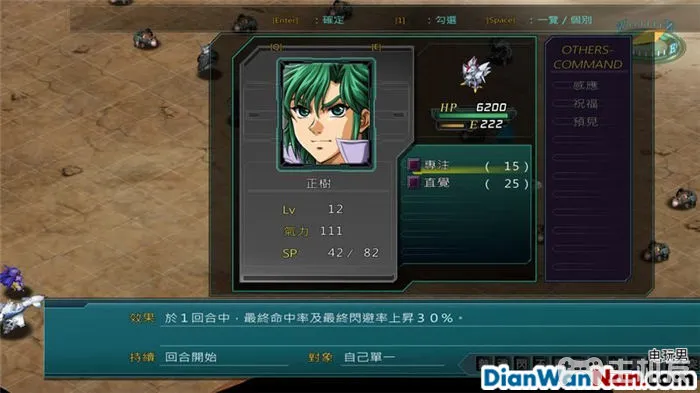 [Enter] ：確定 [1] ：勾選 [Space] ：一覽／個別
[Q] [E]
OTHERS-
COMMAND
感應
祝福
預見
HP 6200
E 222
專注 ( 15 )
直覺 ( 25 )
正樹
Lv 12
氣力 111
SP 42／ 82
效果 於１回合中，最終命中率及最終閃避率上昇３０％。
持續 回合開始 對象 自己單一
电玩男
DianWanNan.com